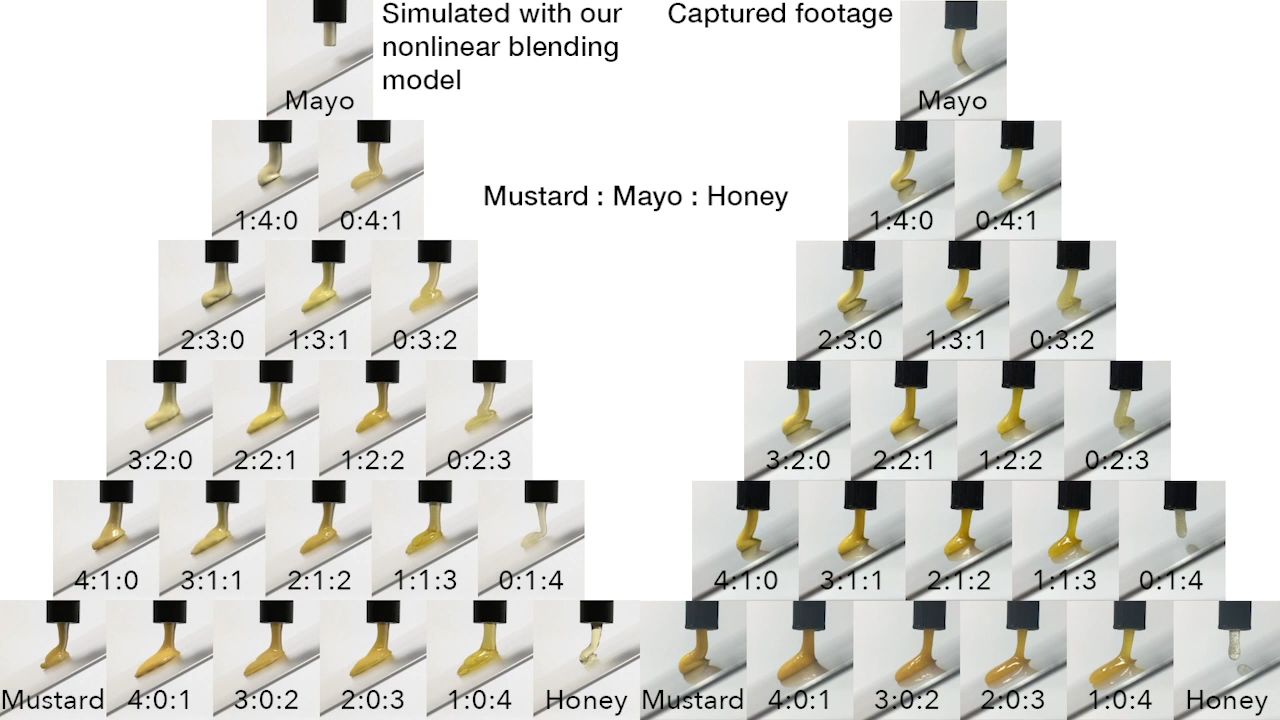 Simulated with our
nonlinear blending
model
Captured footage
Mayo
Mayo
1:4:0 0:4:1
Mustard : Mayo : Honey
1:4:0 0:4:1
2:3:0 1:3:1 0:3:2
2:3:0 1:3:1 0:3:2
3:2:0 2:2:1 1:2:2 0:2:3
3:2:0 2:2:1 1:2:2 0:2:3
4:1:0 3:1:1 2:1:2 1:1:3 0:1:4
4:1:0 3:1:1 2:1:2 1:1:3 0:1:4
Mustard 4:0:1 3:0:2 2:0:3 1:0:4 Honey
Mustard 4:0:1 3:0:2 2:0:3 1:0:4 Honey